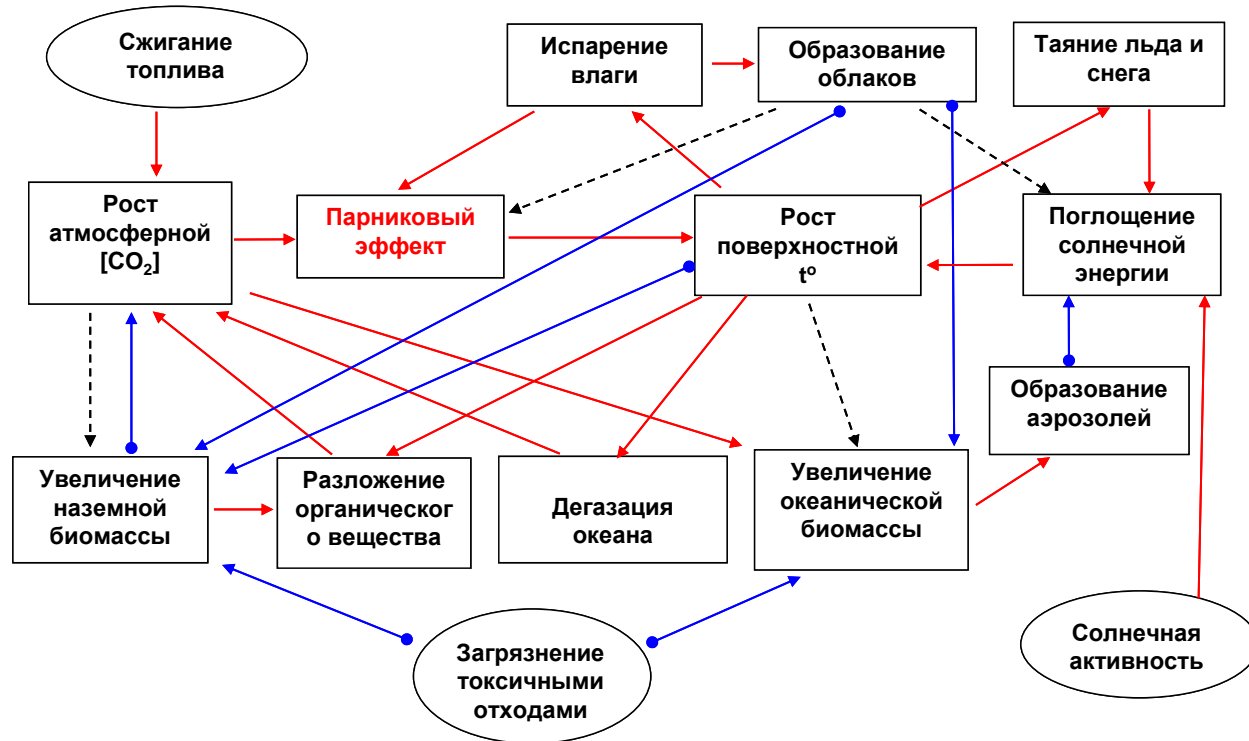 Сжигание
топлива
Испарение
влаги
Образование
облаков
Таяние льда и
снега
Рост
атмосферной
[CO₂]
Парниковый
эффект
Рост
поверхностной
tº
Поглощение
солнечной
энергии
Образование
аэрозолей
Увеличение
наземной
биомассы
Разложение
органическог
о вещества
Дегазация
океана
Увеличение
океанической
биомассы
Загрязнение
токсичными
отходами
Солнечная
активность